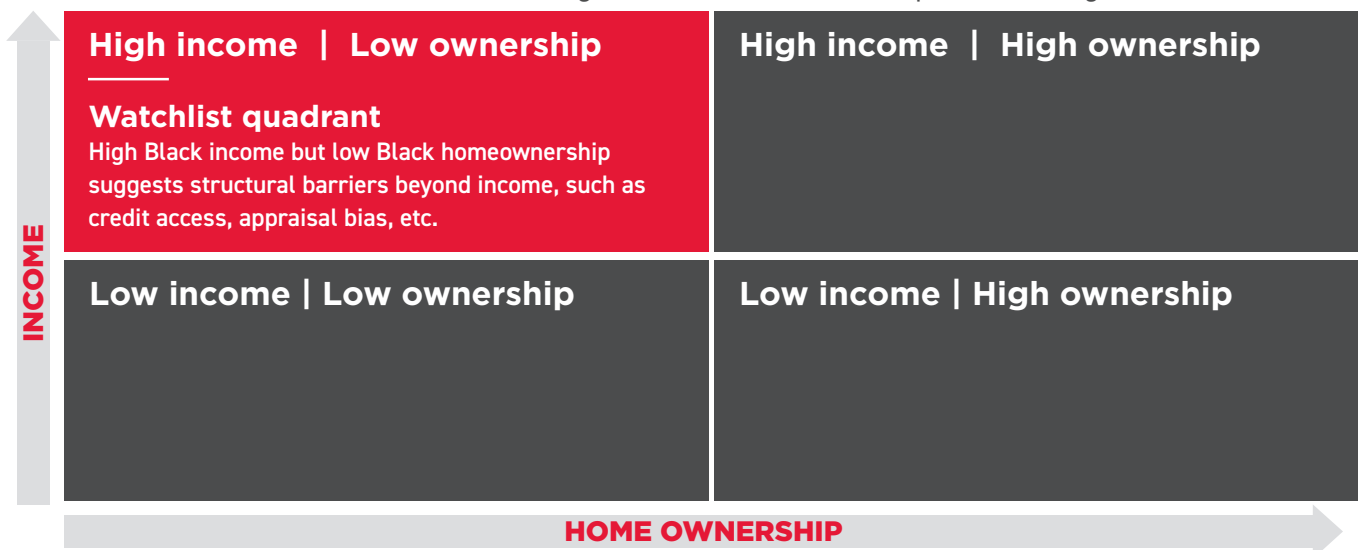 High income | Low ownership
High income | High ownership
Watchlist quadrant
High Black income but low Black homeownership
suggests structural barriers beyond income, such as
credit access, appraisal bias, etc.
INCOME
Low income | Low ownership
Low income | High ownership
HOME OWNERSHIP